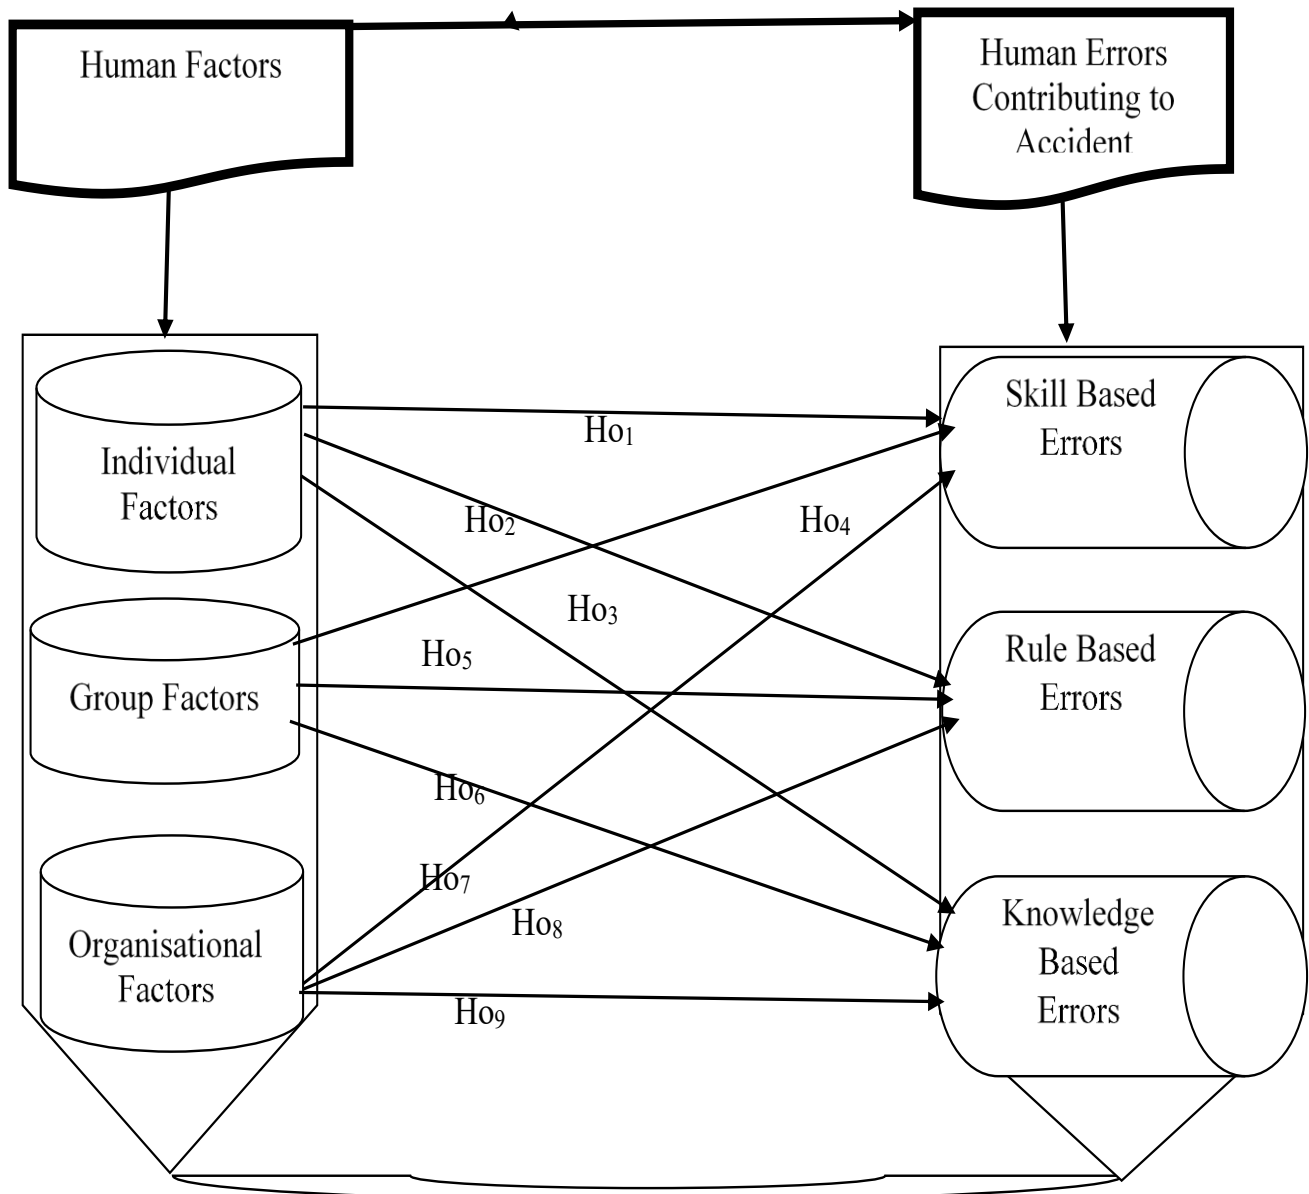 Human Factors
Human Errors
Contributing to
Accident
Individual
Factors
Group Factors
Organisational
Factors
Ho1
Ho2
Ho4
Ho3
Ho5
Ho6
Ho7
Ho8
Ho9
Skill Based
Errors
Rule Based
Errors
Knowledge
Based
Errors